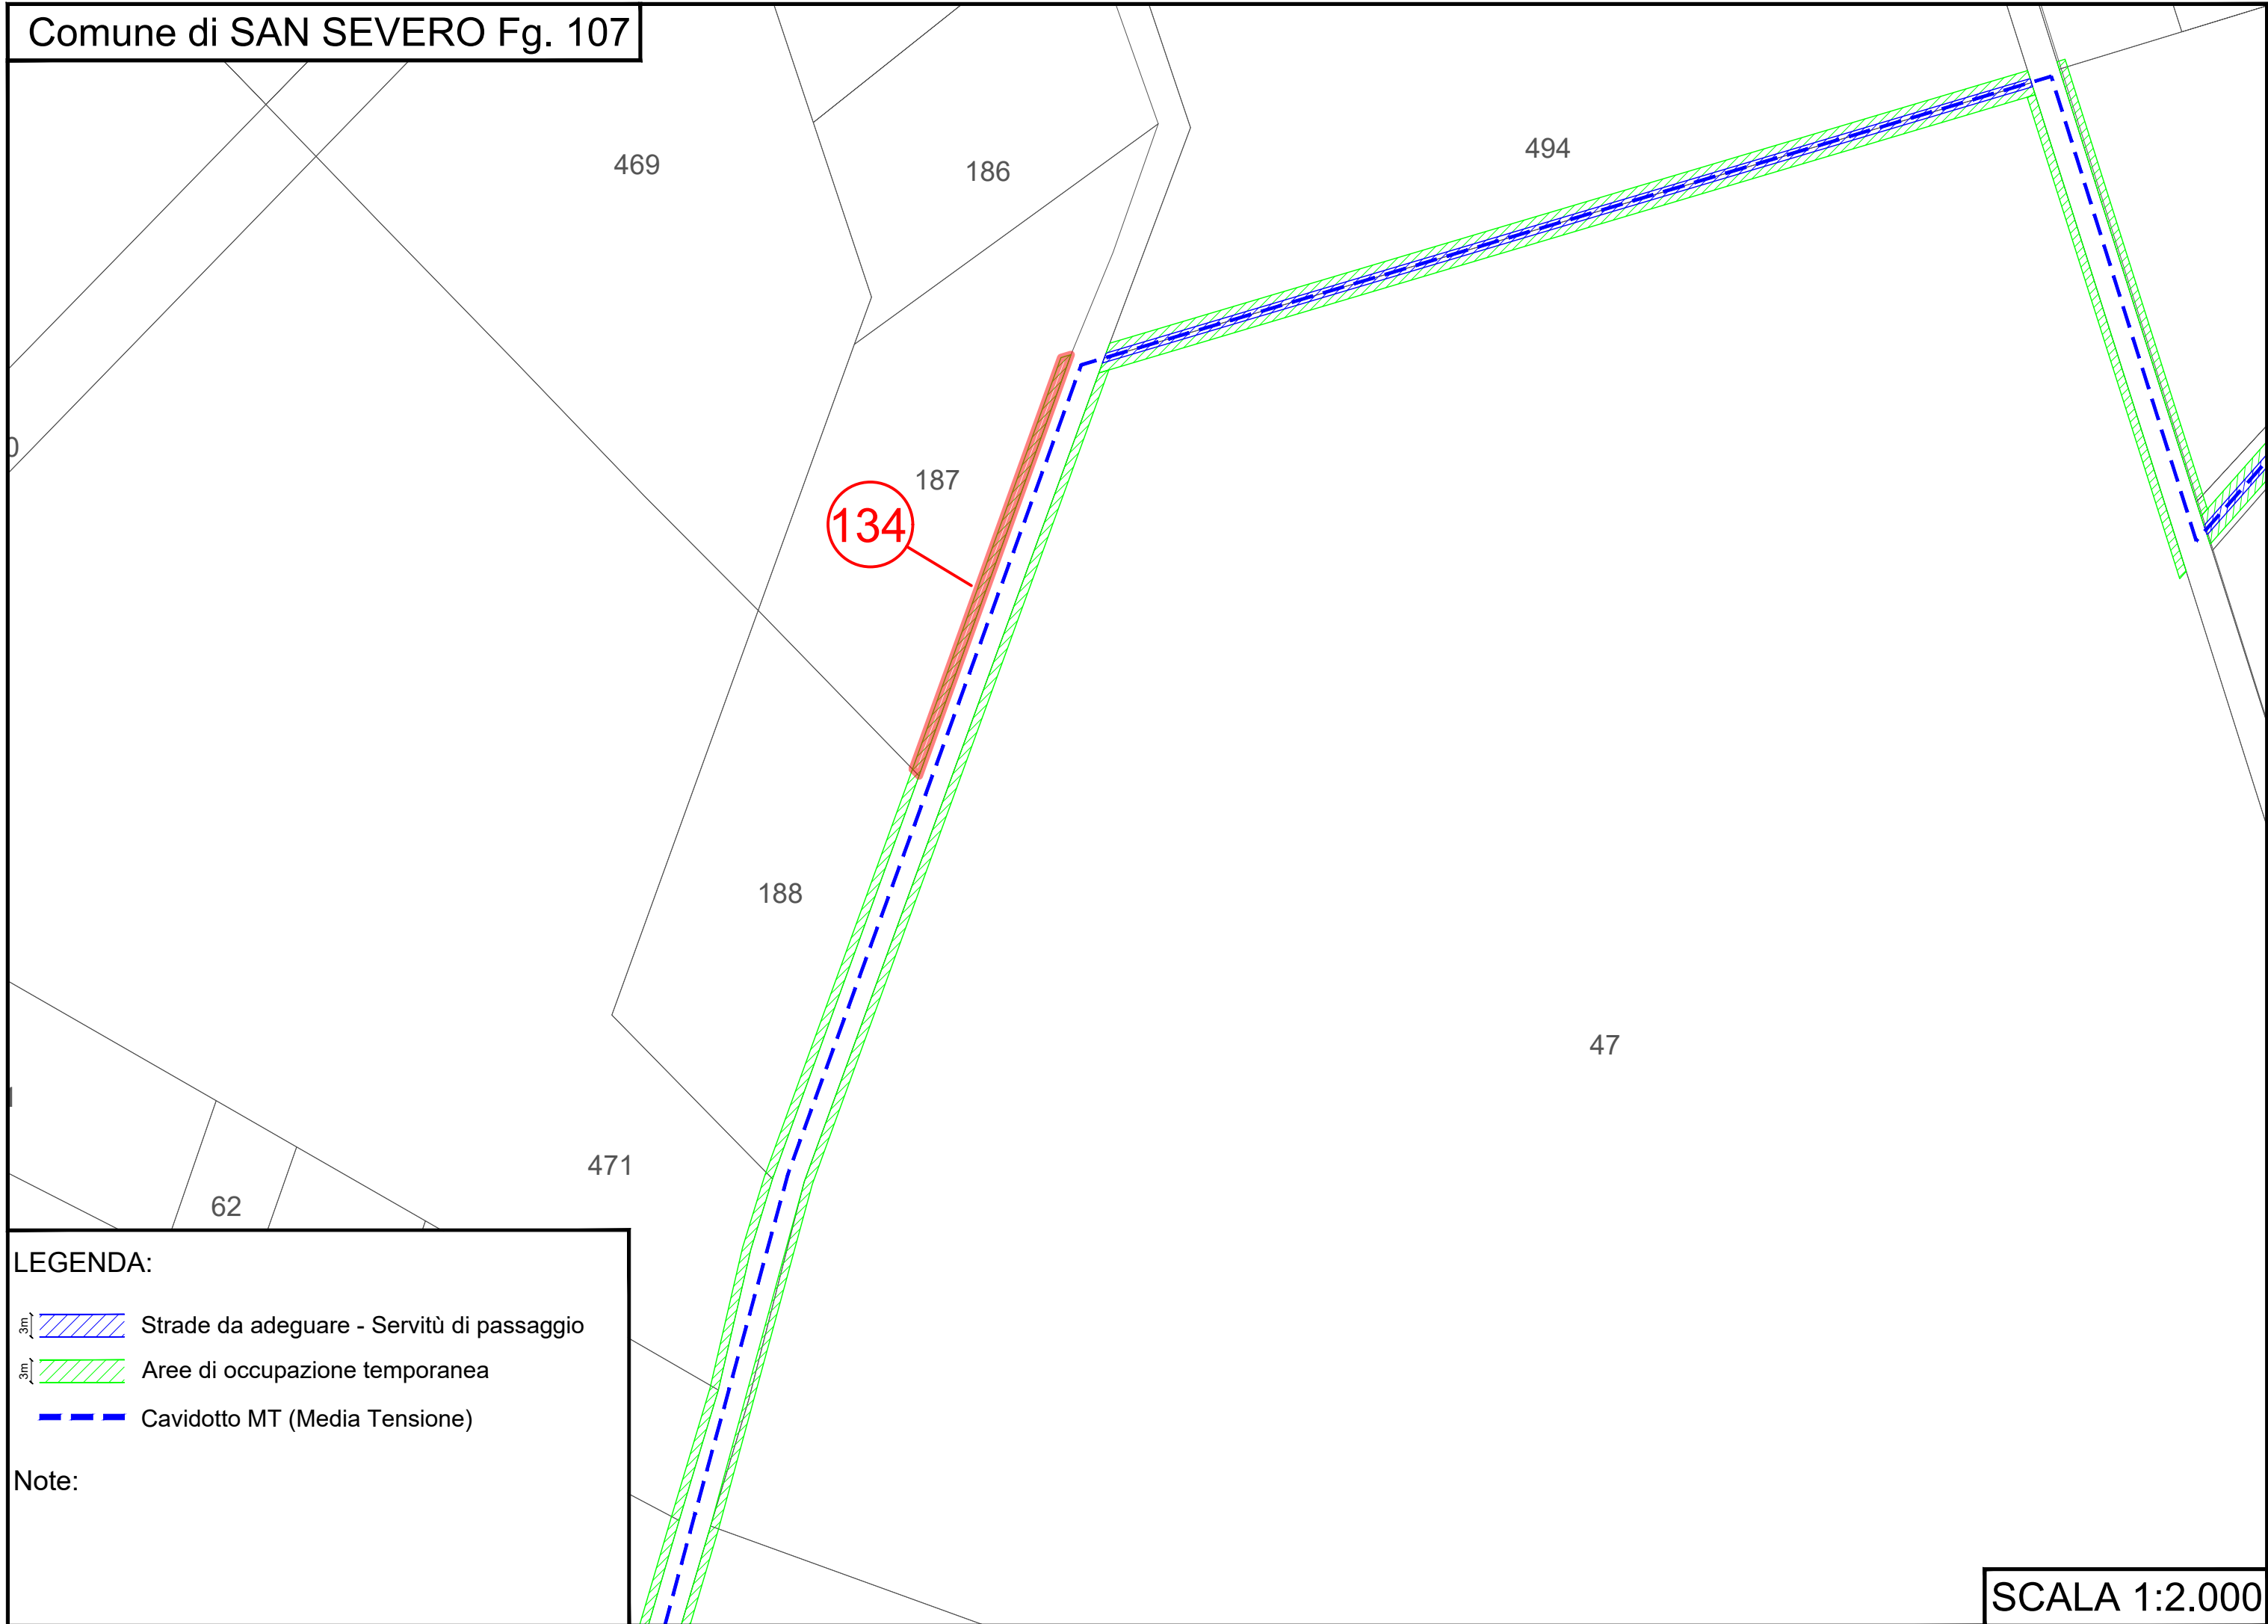 Comune di SAN SEVERO Fg. 107
469
186
494
0
187
134
188
47
471
62
LEGENDA:
3m Strade da adeguare - Servitù di passaggio
3m Aree di occupazione temporanea
Cavidotto MT (Media Tensione)
Note:
SCALA 1:2.000